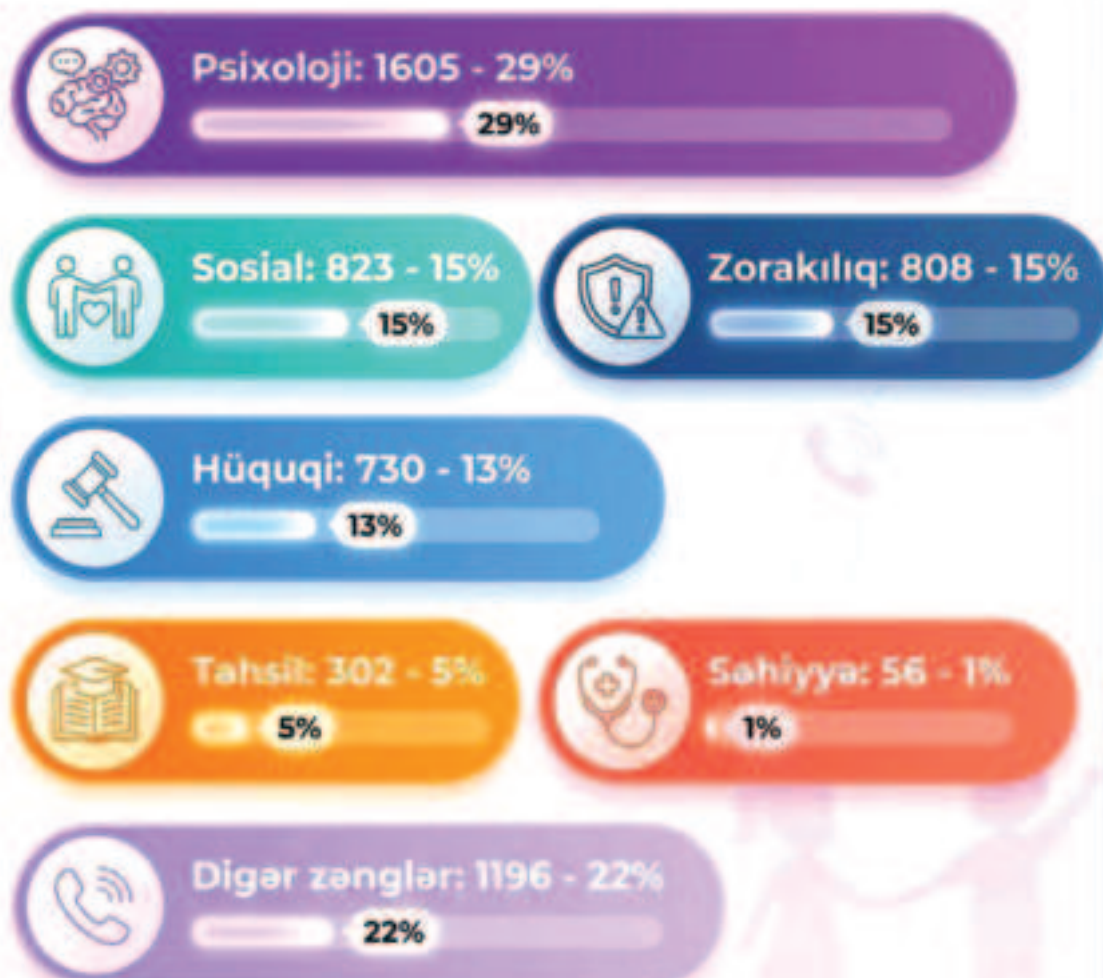 Psixoloji: 1605 - 29%
29%
Sosial: 823 - 15%
15%
Zorakılıq: 808 - 15%
15%
Hüquqi: 730 - 13%
13%
Təhsil: 302 - 5%
5%
Səhiyyə: 56 - 1%
1%
Digər zənglər: 1196 - 22%
22%